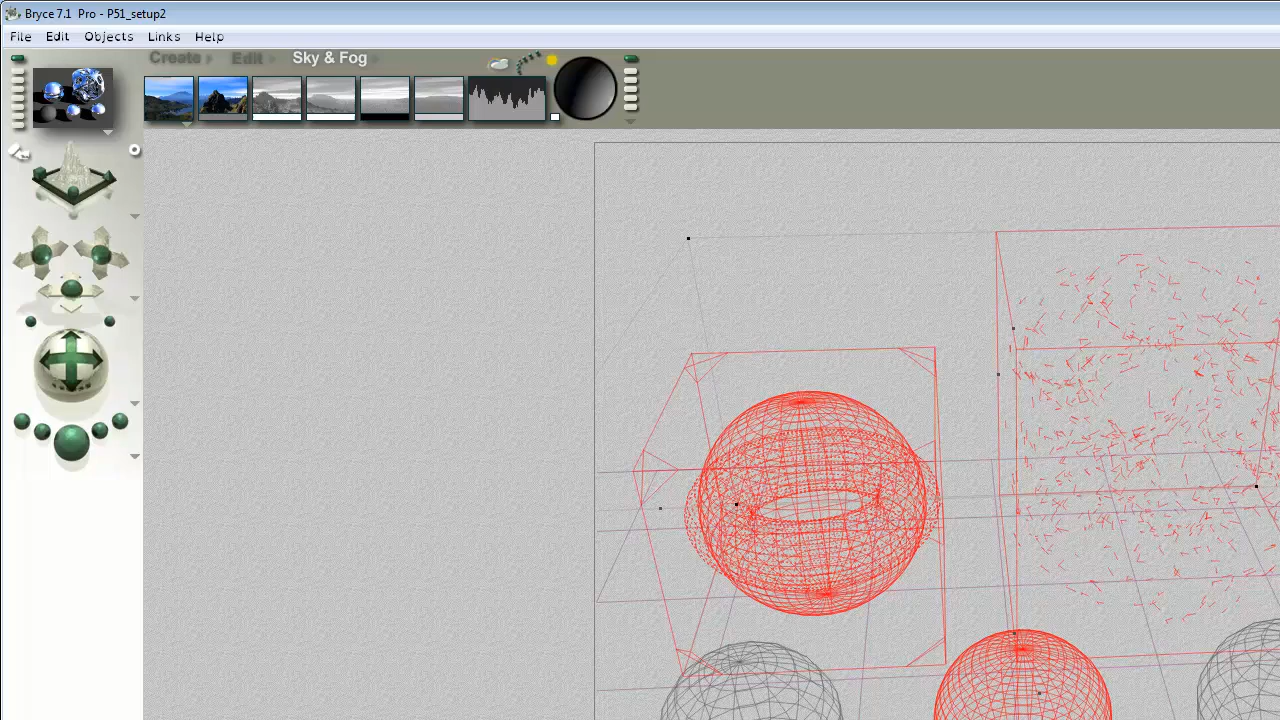 Bryce 7.1 Pro - P51_setup2
File Edit Objects Links Help
Create Edit Sky & Fog